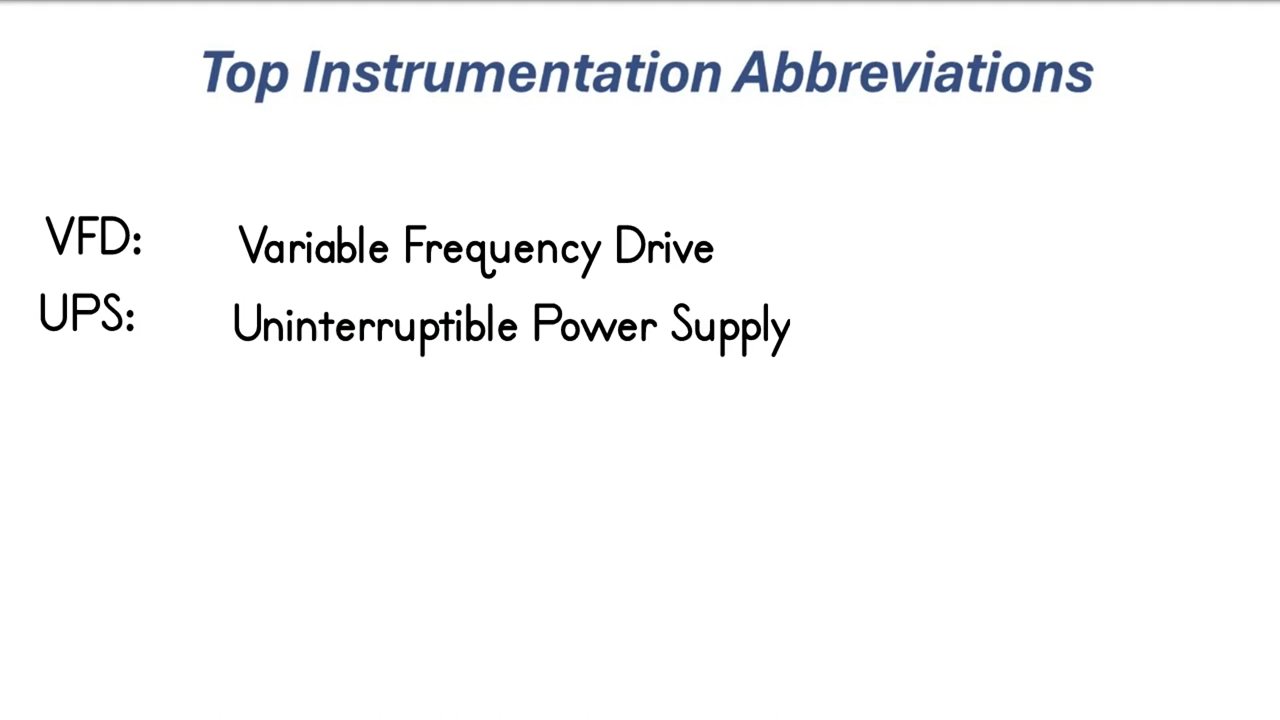 Top Instrumentation Abbreviations
VFD: Variable Frequency Drive
UPS: Uninterruptible Power Supply